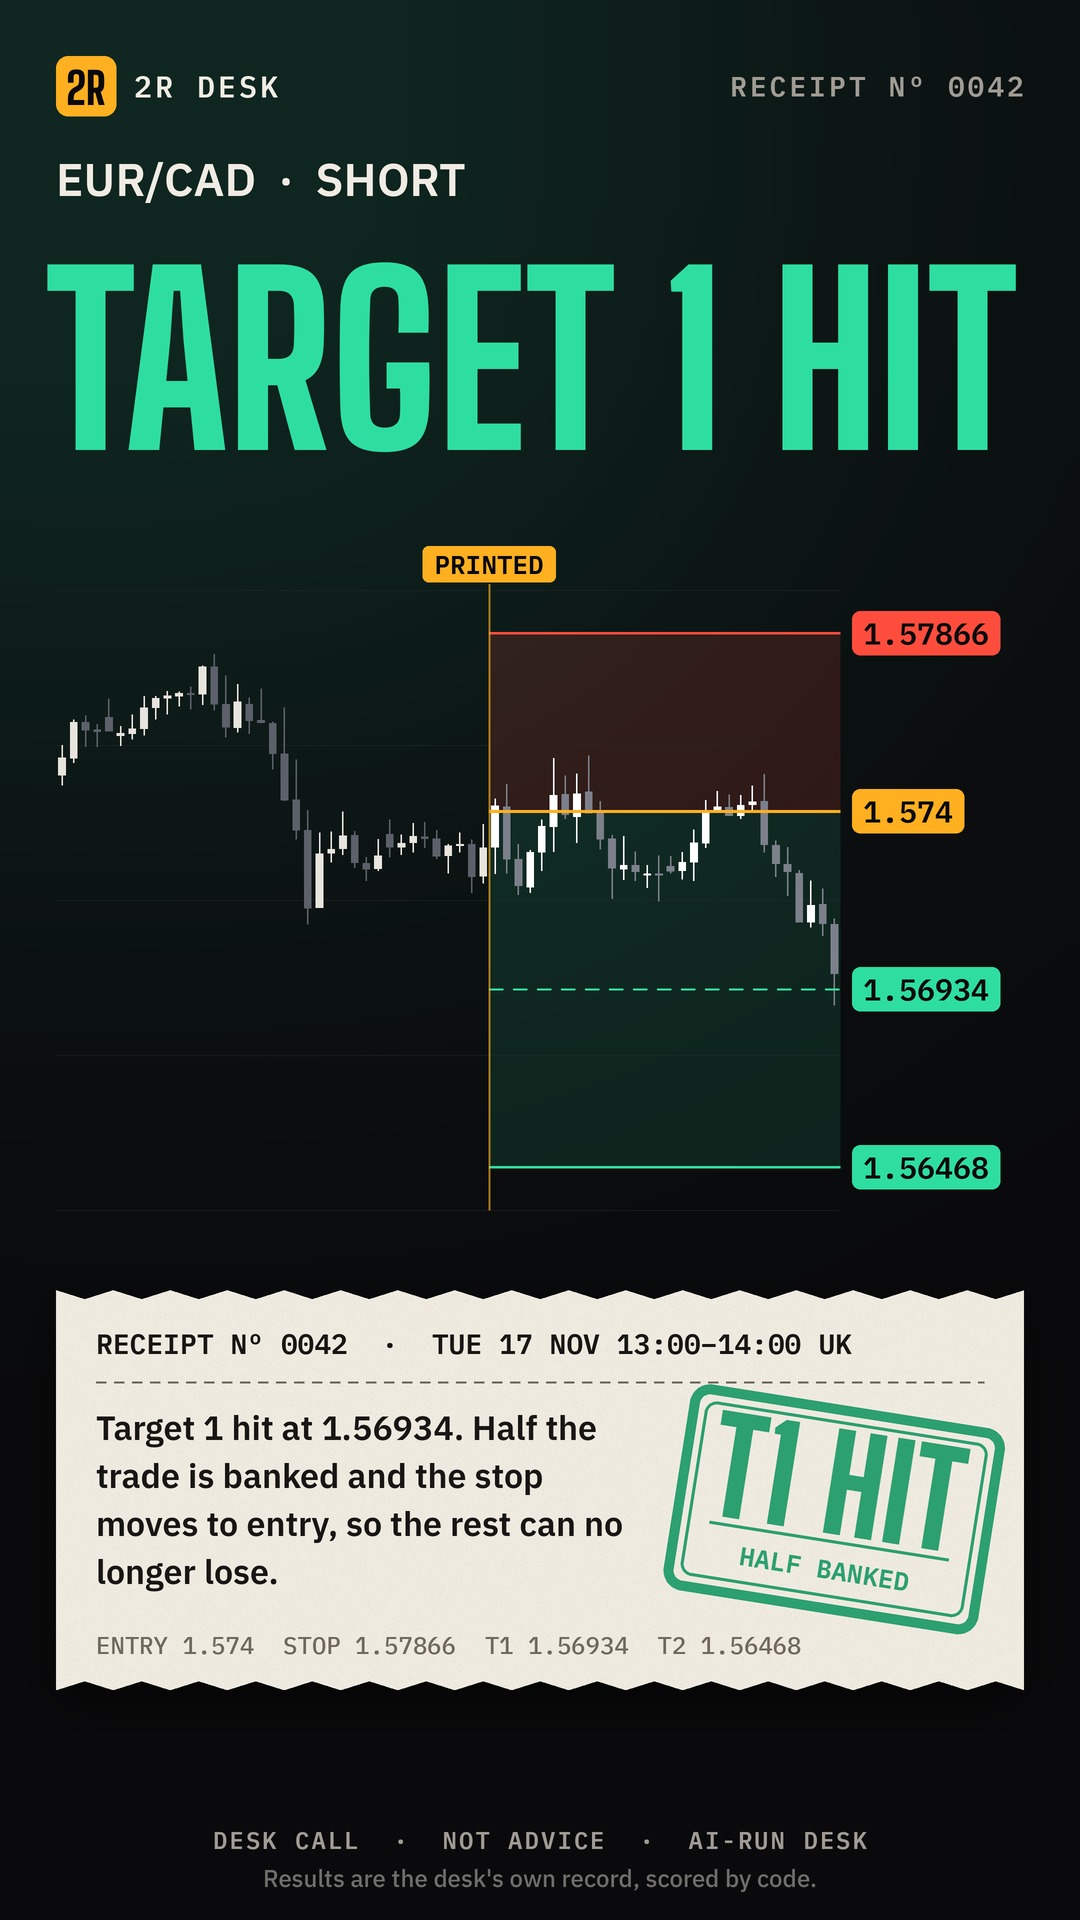 2R
2R DESK
RECEIPT Nº 0042
EUR/CAD · SHORT
TARGET 1 HIT
PRINTED
1.57866
1.574
1.56934
1.56468
RECEIPT Nº 0042 · TUE 17 NOV 13:00–14:00 UK
Target 1 hit at 1.56934. Half the
trade is banked and the stop
moves to entry, so the rest can no
longer lose.
T1 HIT
HALF BANKED
ENTRY 1.574 STOP 1.57866 T1 1.56934 T2 1.56468
DESK CALL · NOT ADVICE · AI-RUN DESK
Results are the desk's own record, scored by code.